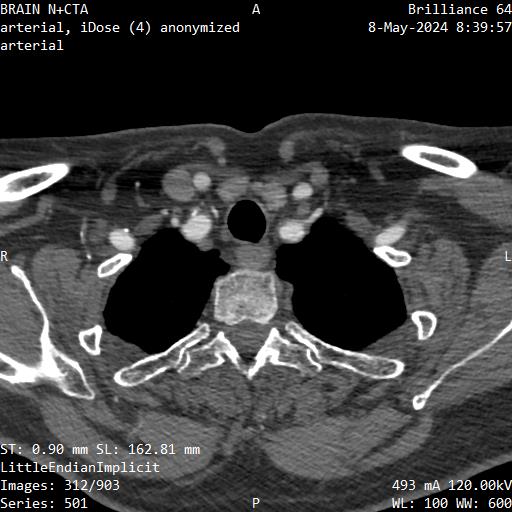 BRAIN N+CTA
arterial, iDose (4) anonymized
arterial
A
Brilliance 64
8-May-2024 8:39:57
R
L
ST: 0.90 mm SL: 162.81 mm
LittleEndianImplicit
Images: 312/903
Series: 501
P
493 mA 120.00kV
WL: 100 WW: 600